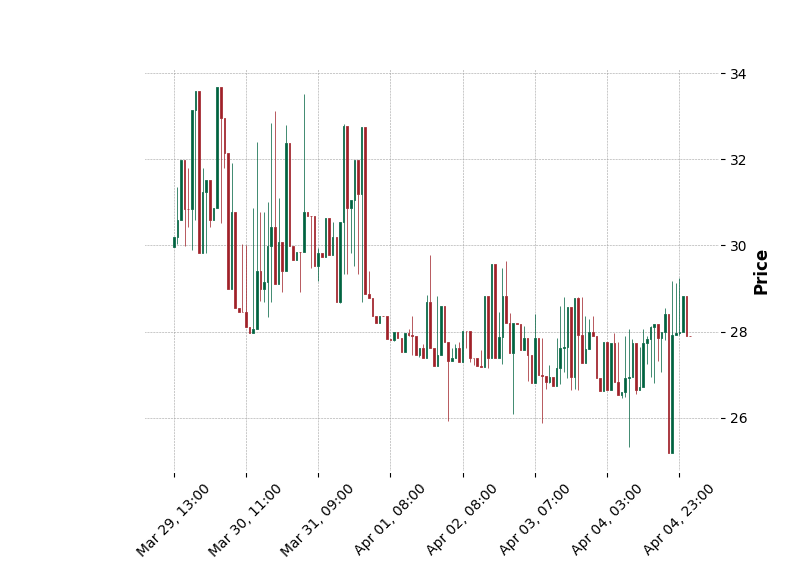 34
32
30
28
26
Price
Mar 29, 13:00
Mar 30, 11:00
Mar 31, 09:00
Apr 01, 08:00
Apr 02, 08:00
Apr 03, 07:00
Apr 04, 03:00
Apr 04, 23:00